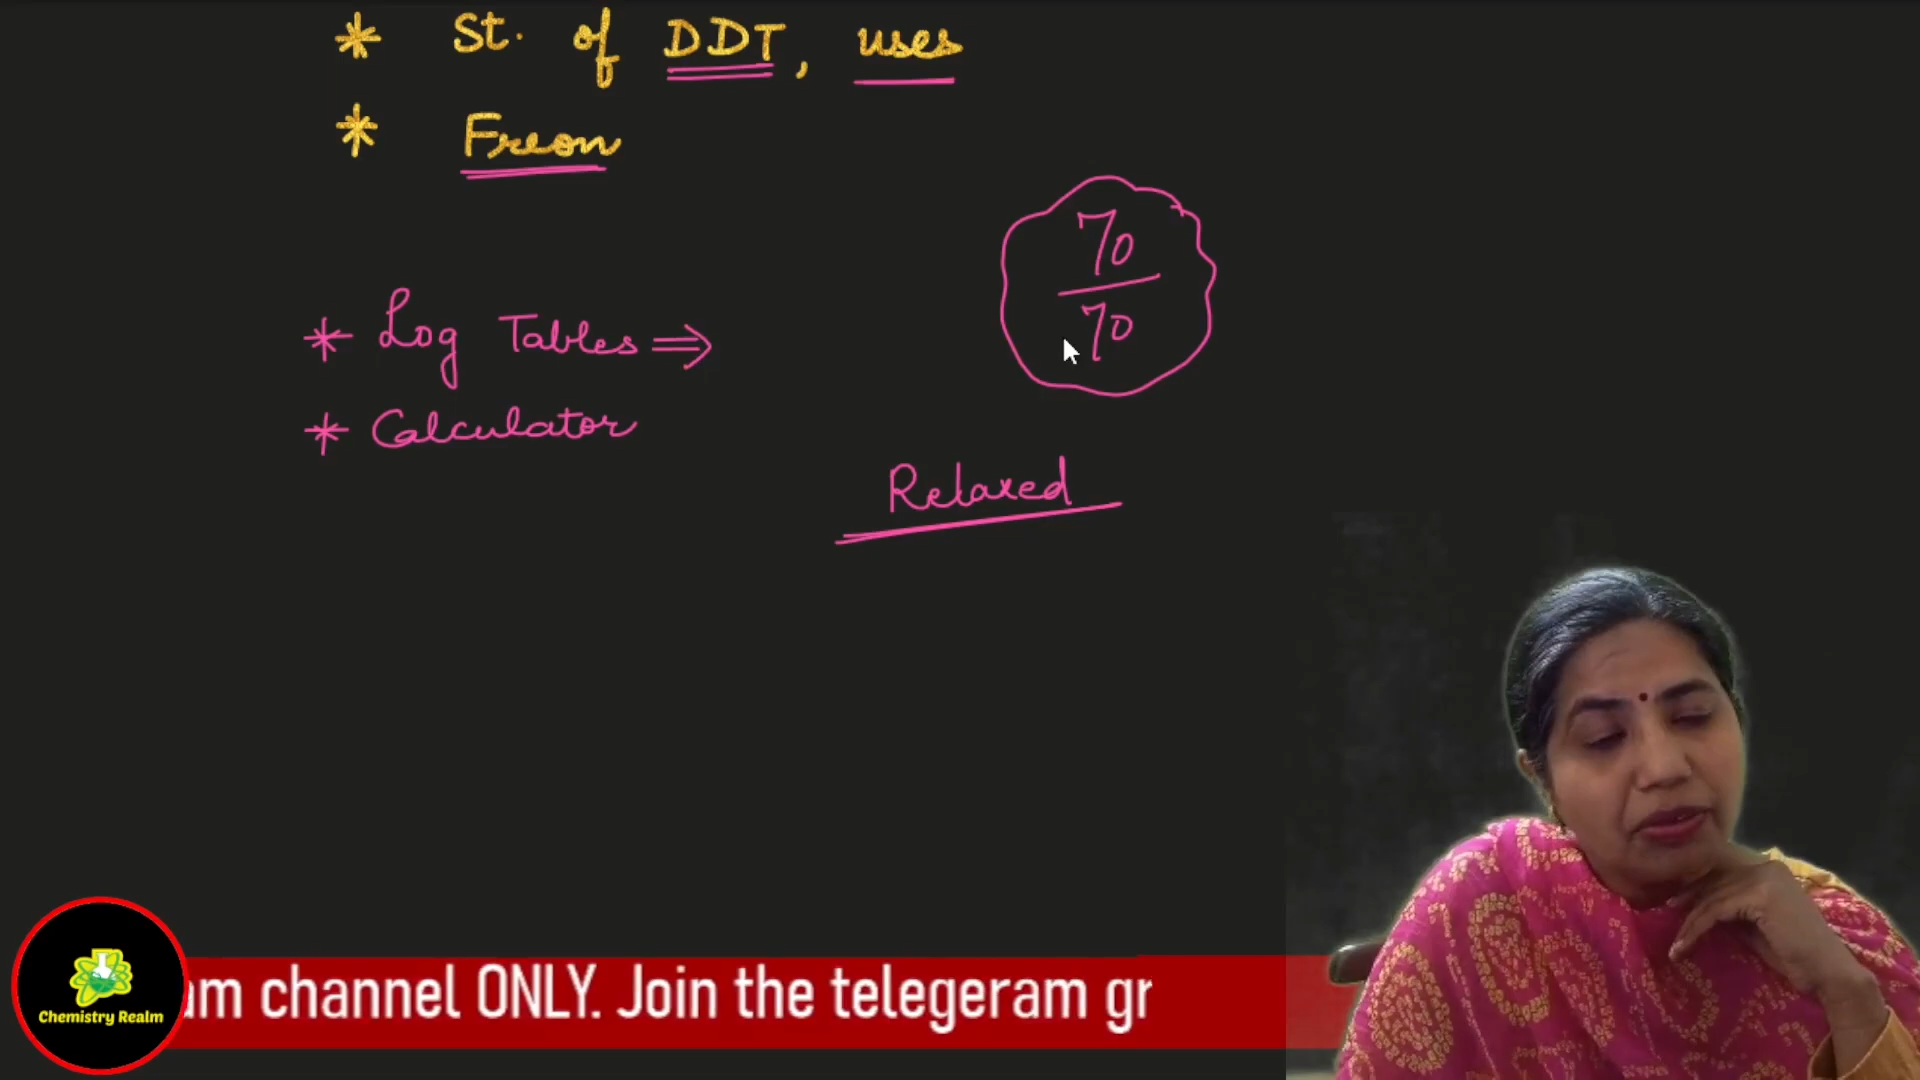 * St. of DDT, uses
* Freon
70
70
* Log Tables ⇒
* Calculator
Relaxed
am channel ONLY. Join the telegeram gr
Chemistry Realm